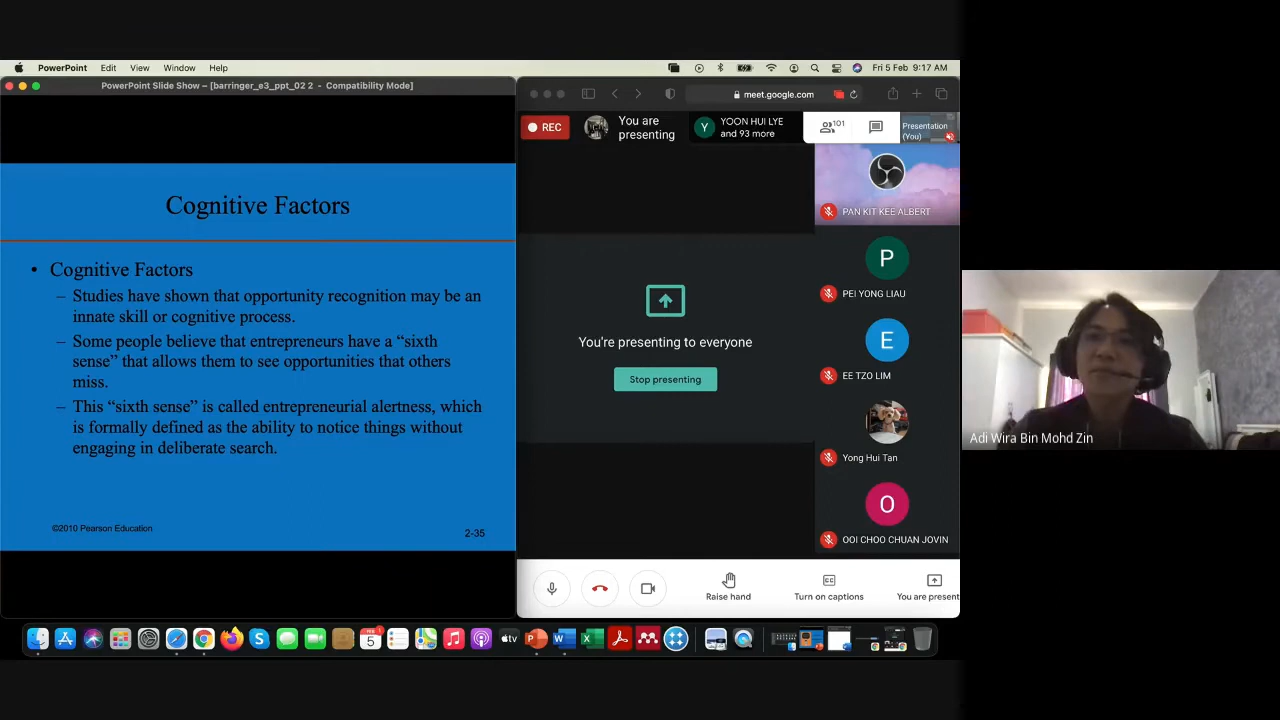 PowerPoint Edit View Window Help
Fri 5 Feb 9:17 AM
PowerPoint Slide Show – [barringer_e3_ppt_02 2 - Compatibility Mode]
Cognitive Factors
• Cognitive Factors
– Studies have shown that opportunity recognition may be an
innate skill or cognitive process.
– Some people believe that entrepreneurs have a “sixth
sense” that allows them to see opportunities that others
miss.
– This “sixth sense” is called entrepreneurial alertness, which
is formally defined as the ability to notice things without
engaging in deliberate search.
©2010 Pearson Education
2-35
meet.google.com
REC
You are
presenting
Y
YOON HUI LYE
and 93 more
101
Presentation
(You)
PAN KIT KEE ALBERT
P
PEI YONG LIAU
E
EE TZO LIM
Yong Hui Tan
O
OOI CHOO CHUAN JOVIN
You're presenting to everyone
Stop presenting
Raise hand
CC
Turn on captions
You are present
Adi Wira Bin Mohd Zin
5
tv